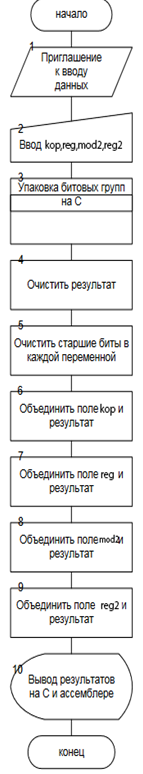 начало
1
Приглашение
к вводу
данных
2
Ввод kop,reg,mod2,reg2
3
Упаковка битовых групп
на С
4
Очистить результат
5
Очистить старшие биты в
каждой переменной
6
Объединить поле kop и
результат
7
Объединить поле reg и
результат
8
Объединить поле mod2 и
результат
9
Объединить поле reg2 и
результат
10
Вывод результатов
на С и ассемблере
конец